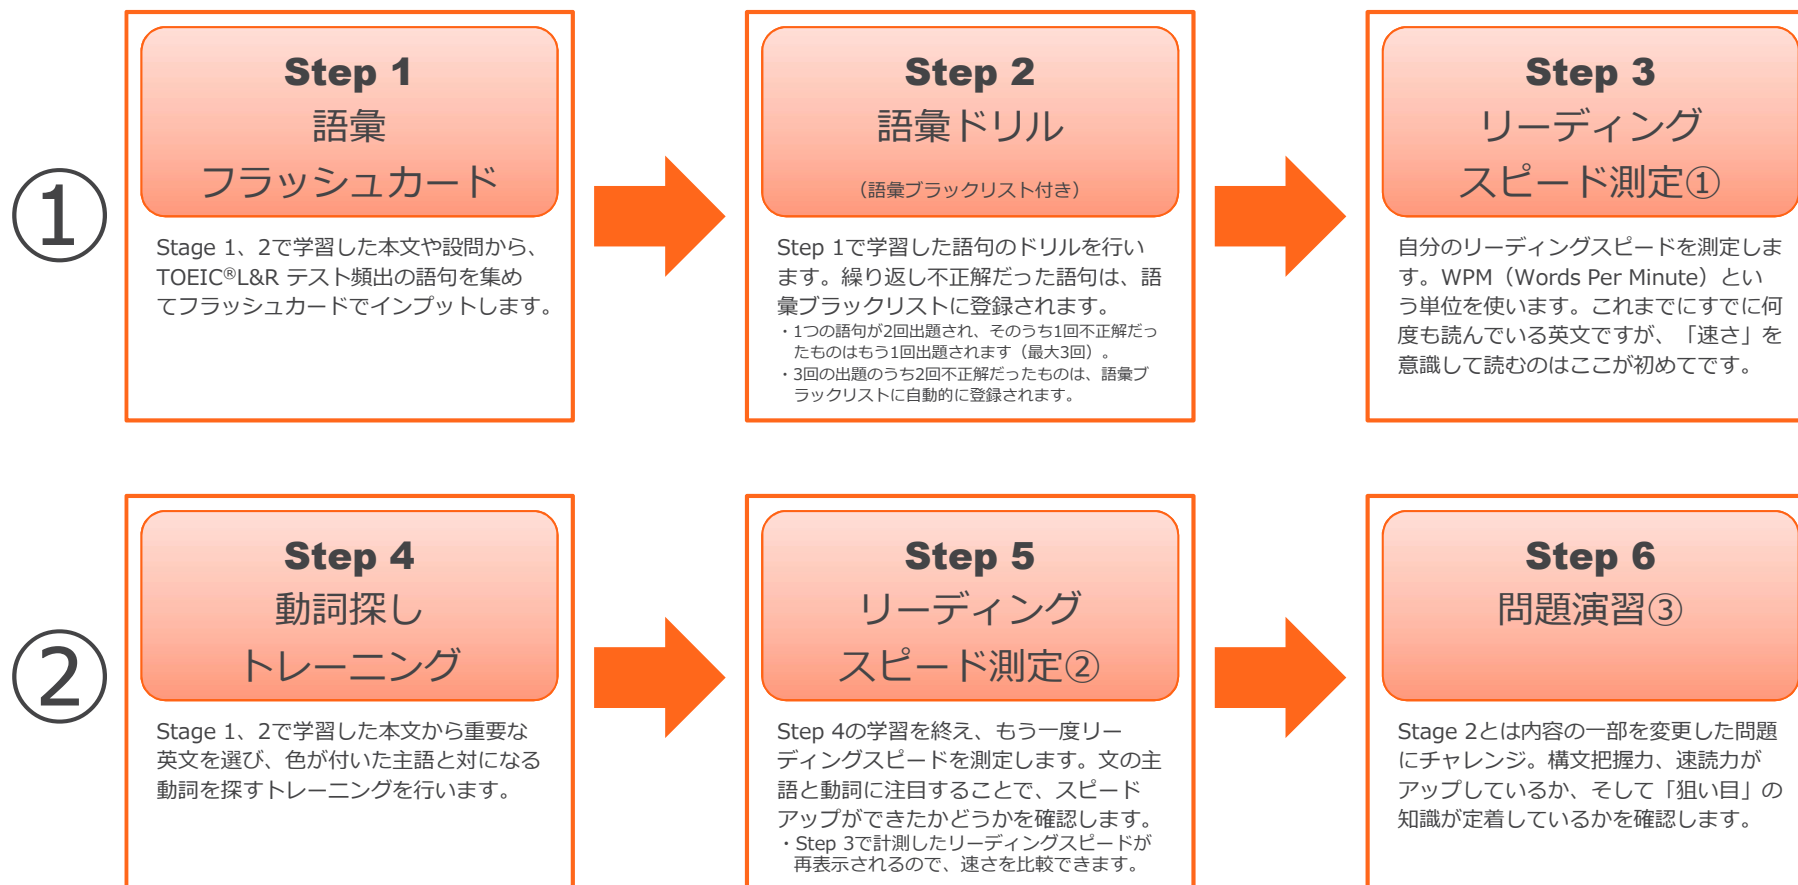 ①
Step 1
語彙
フラッシュカード
Stage 1、2で学習した本文や設問から、
TOEIC®L&R テスト頻出の語句を集め
てフラッシュカードでインプットします。
Step 2
語彙ドリル
（語彙ブラックリスト付き）
Step 1で学習した語句のドリルを行い
ます。繰り返し不正解だった語句は、語
彙ブラックリストに登録されます。
・1つの語句が2回出題され、そのうち1回不正解だっ
たものはもう1回出題されます（最大3回）。
・3回の出題のうち2回不正解だったものは、語彙ブ
ラックリストに自動的に登録されます。
Step 3
リーディング
スピード測定①
自分のリーディングスピードを測定しま
す。WPM（Words Per Minute）とい
う単位を使います。これまでにすでに何
度も読んでいる英文ですが、「速さ」を
意識して読むのはここが初めてです。
②
Step 4
動詞探し
トレーニング
Stage 1、2で学習した本文から重要な
英文を選び、色が付いた主語と対になる
動詞を探すトレーニングを行います。
Step 5
リーディング
スピード測定②
Step 4の学習を終え、もう一度リー
ディングスピードを測定します。文の主
語と動詞に注目することで、スピード
アップができたかどうかを確認します。
・Step 3で計測したリーディングスピードが
再表示されるので、速さを比較できます。
Step 6
問題演習③
Stage 2とは内容の一部を変更した問題
にチャレンジ。構文把握力、速読力が
アップしているか、そして「狙い目」の
知識が定着しているかを確認します。